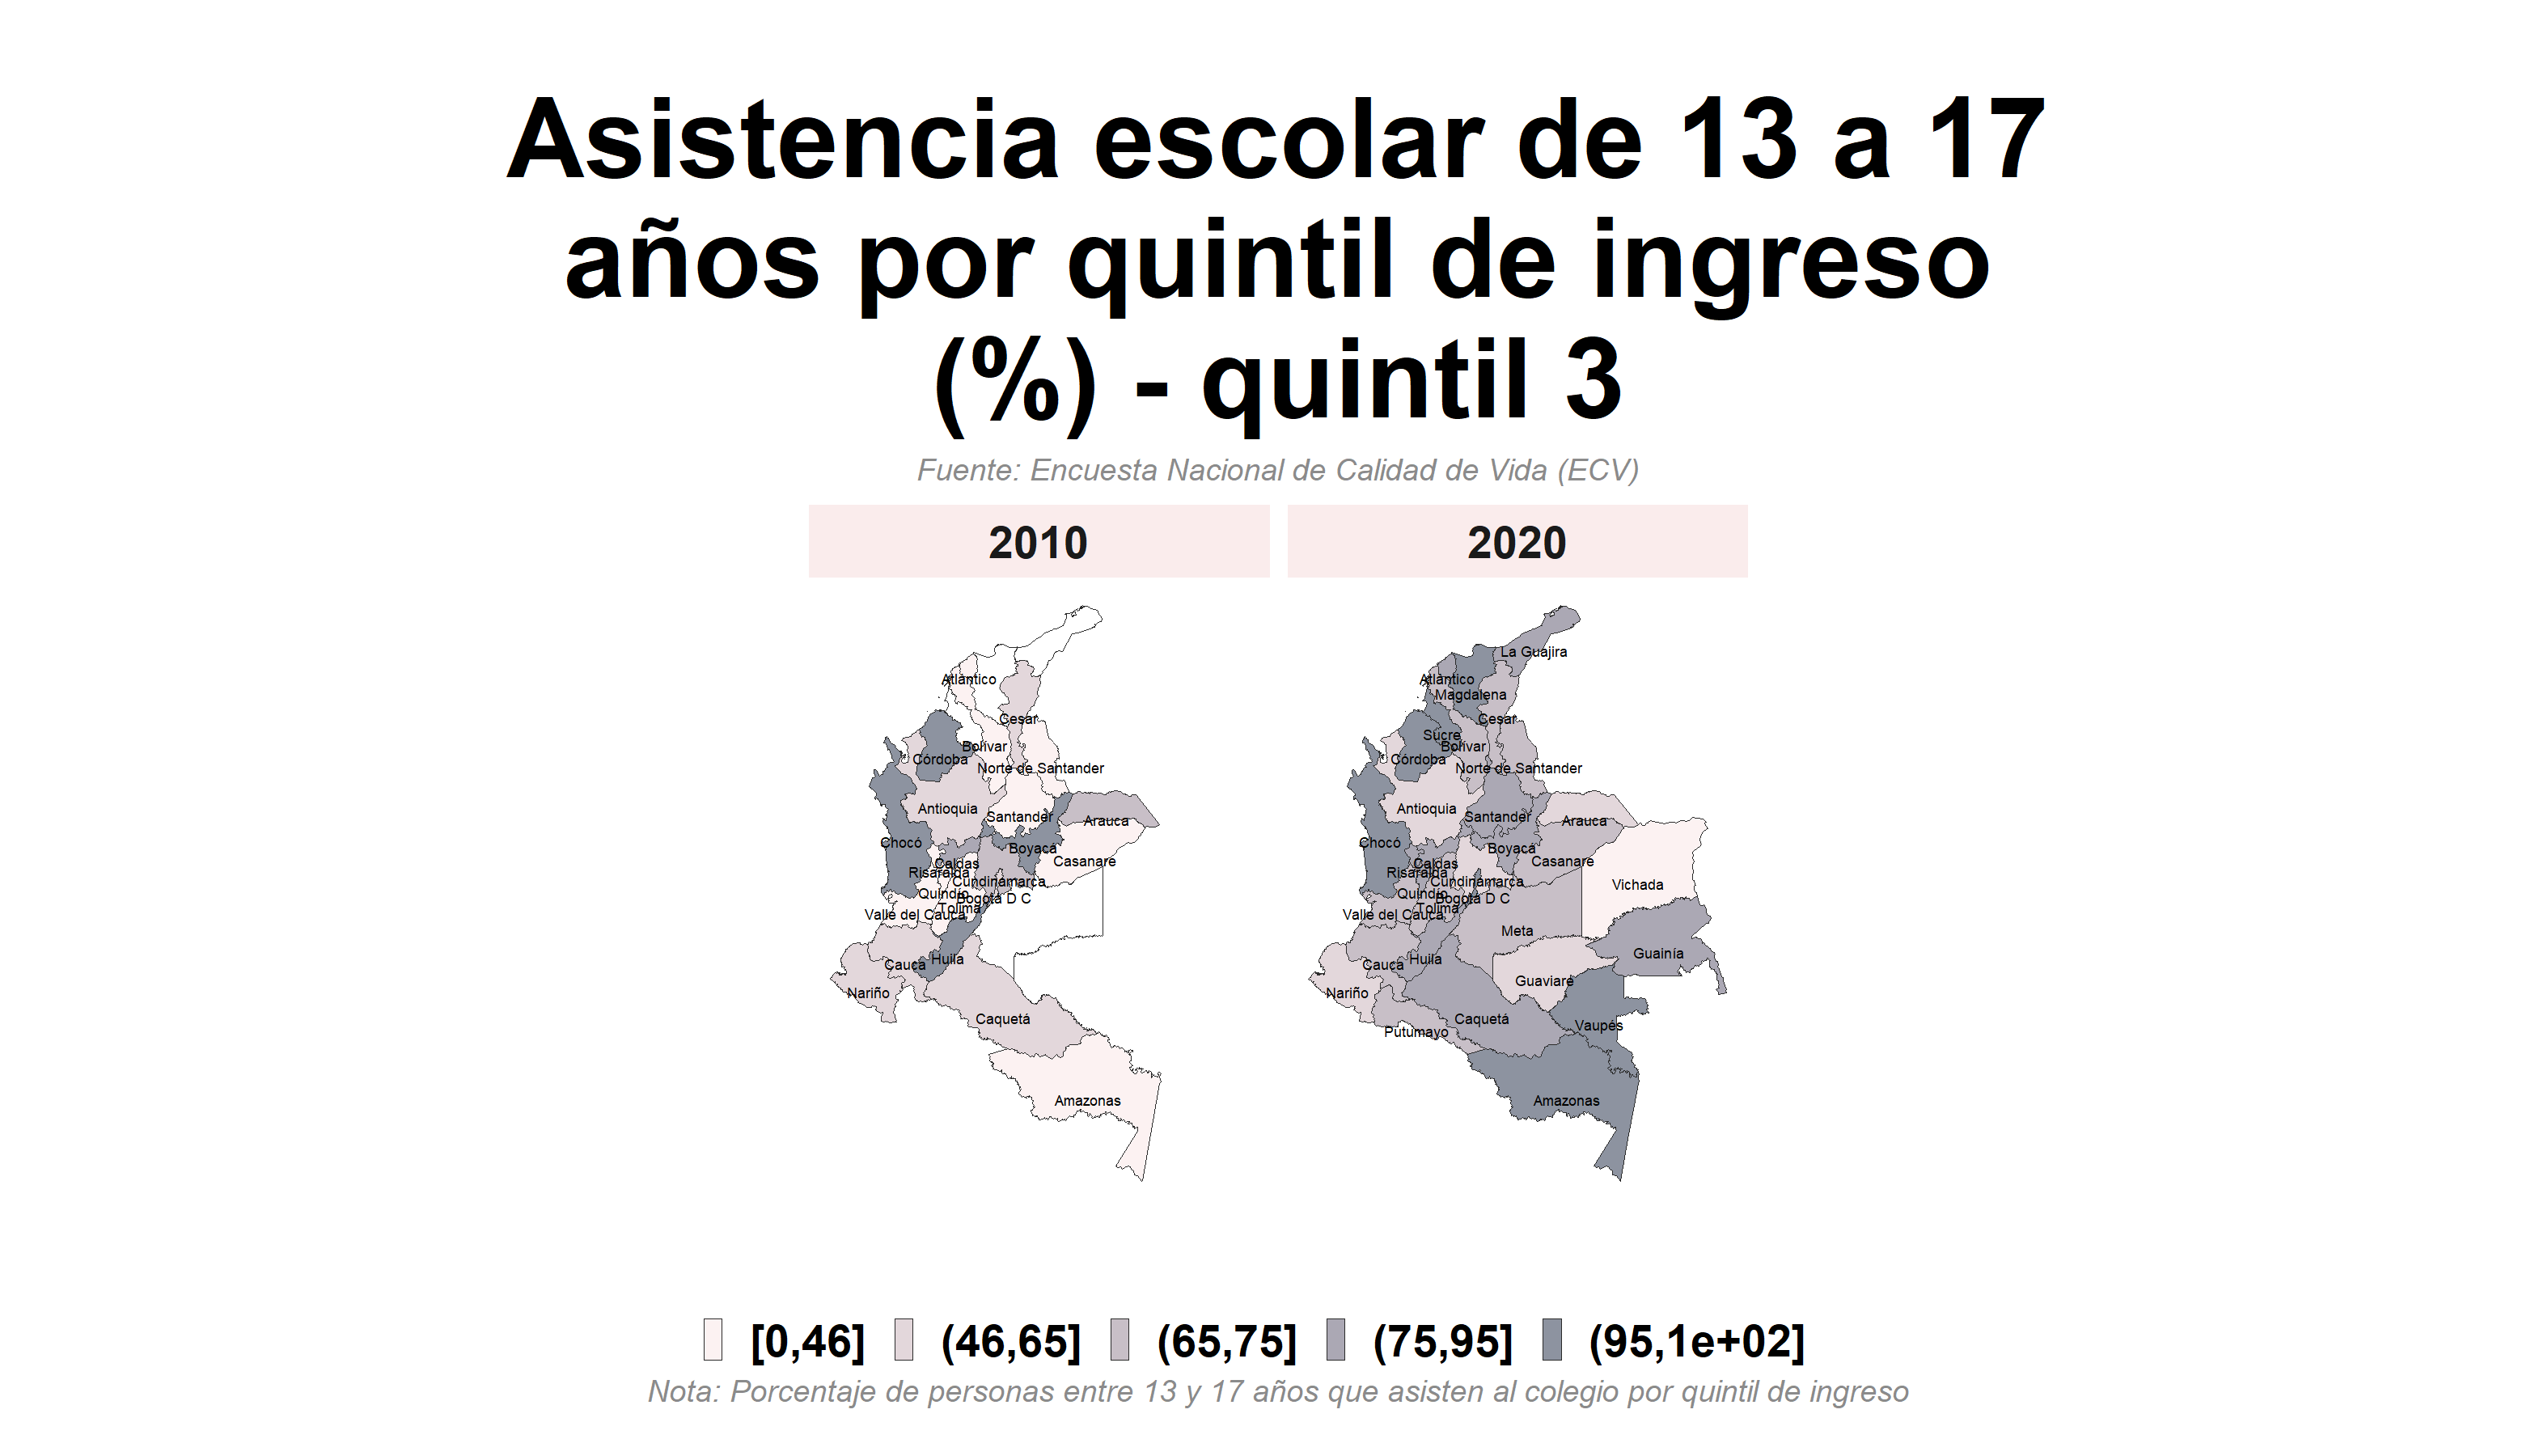 Asistencia escolar de 13 a 17
años por quintil de ingreso
(%) - quintil 3
Fuente: Encuesta Nacional de Calidad de Vida (ECV)
2010
2020
Atlántico
Cesar
Bolívar
Córdoba
Norte de Santander
Antioquia
Santander
Arauca
Chocó
Boyacá
Caldas
Casanare
Risaralda
Cundinamarca
Quindío
Bogotá D C
Tolima
Valle del Cauca
Cauca
Huila
Nariño
Caquetá
Amazonas
La Guajira
Atlántico
Magdalena
Cesar
Sucre
Bolívar
Córdoba
Norte de Santander
Antioquia
Santander
Arauca
Chocó
Boyacá
Caldas
Casanare
Risaralda
Cundinamarca
Vichada
Quindío
Bogotá D C
Tolima
Valle del Cauca
Meta
Guainía
Cauca
Huila
Guaviare
Nariño
Caquetá
Vaupés
Putumayo
Amazonas
[0,46] (46,65] (65,75] (75,95] (95,1e+02]
Nota: Porcentaje de personas entre 13 y 17 años que asisten al colegio por quintil de ingreso